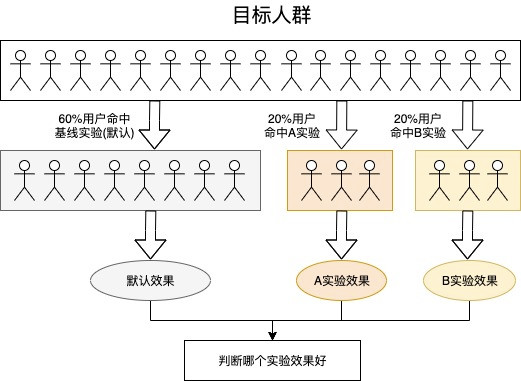 目标人群
60%用户命中
基线实验(默认)
20%用户
命中A实验
20%用户
命中B实验
默认效果
A实验效果
B实验效果
判断哪个实验效果好